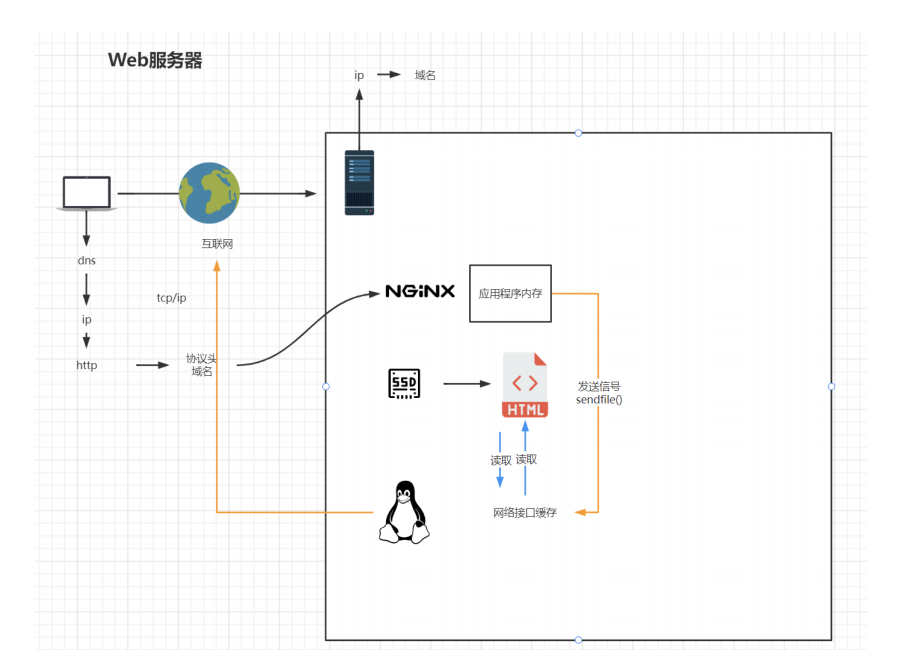 Web服务器
ip
域名
互联网
dns
tcp/ip
ip
http
协议头
域名
NGiNX
应用程序内存
SSD
HTML
发送信号
sendfile()
读取
读取
网络接口缓存